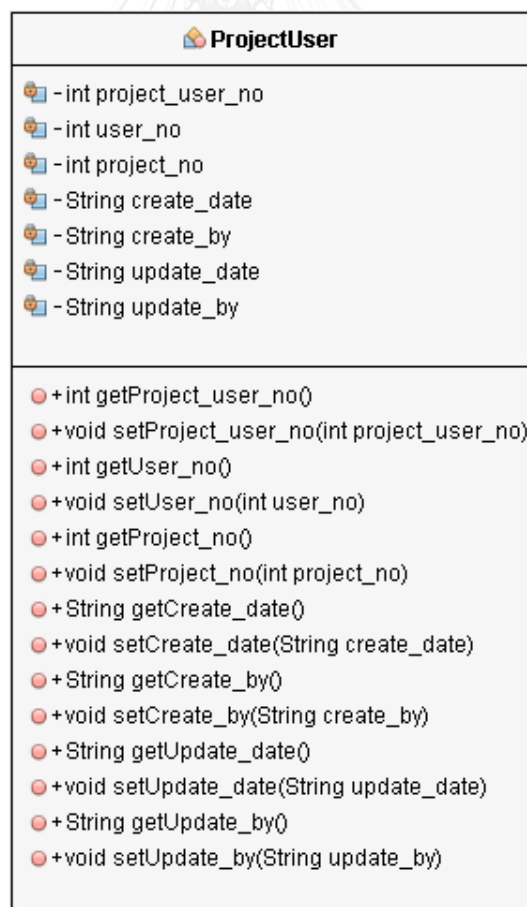 ProjectUser
-int project_user_no
-int user_no
-int project_no
-String create_date
-String create_by
-String update_date
-String update_by
+int getProject_user_no()
+void setProject_user_no(int project_user_no)
+int getUser_no()
+void setUser_no(int user_no)
+int getProject_no()
+void setProject_no(int project_no)
+String getCreate_date()
+void setCreate_date(String create_date)
+String getCreate_by()
+void setCreate_by(String create_by)
+String getUpdate_date()
+void setUpdate_date(String update_date)
+String getUpdate_by()
+void setUpdate_by(String update_by)